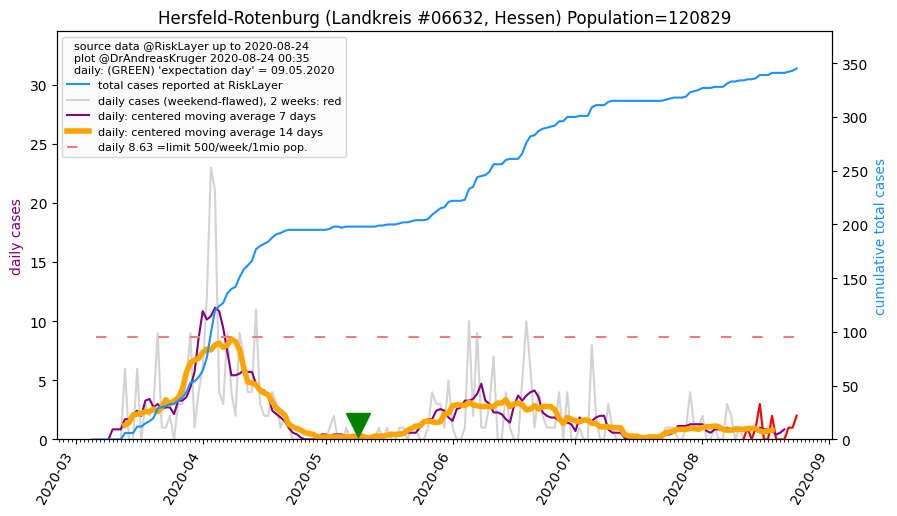 Hersfeld-Rotenburg (Landkreis #06632, Hessen) Population=120829
source data @RiskLayer up to 2020-08-24
plot @DrAndreasKruger 2020-08-24 00:35
daily: (GREEN) 'expectation day' = 09.05.2020
total cases reported at RiskLayer
daily cases (weekend-flawed), 2 weeks: red
daily: centered moving average 7 days
daily: centered moving average 14 days
daily 8.63 =limit 500/week/1mio pop.
daily cases
30
25
20
15
10
5
0
350
300
250
200
150
100
50
0
cumulative total cases
2020-03
2020-04
2020-05
2020-06
2020-07
2020-08
2020-09